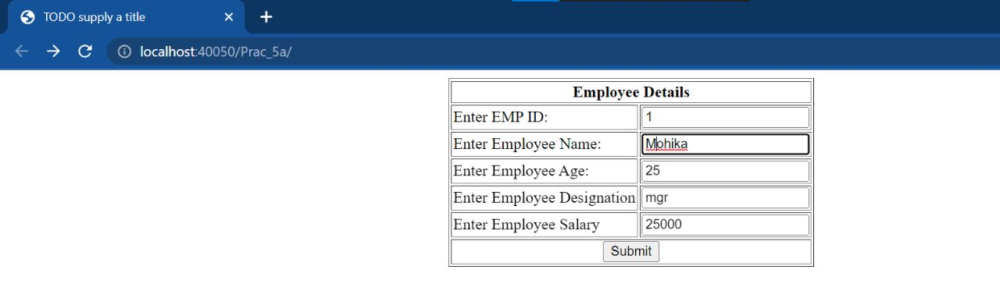 TODO supply a title
localhost:40050/Prac_5a/
Employee Details
Enter EMP ID: 1
Enter Employee Name: Mohika
Enter Employee Age: 25
Enter Employee Designation mgr
Enter Employee Salary 25000
Submit